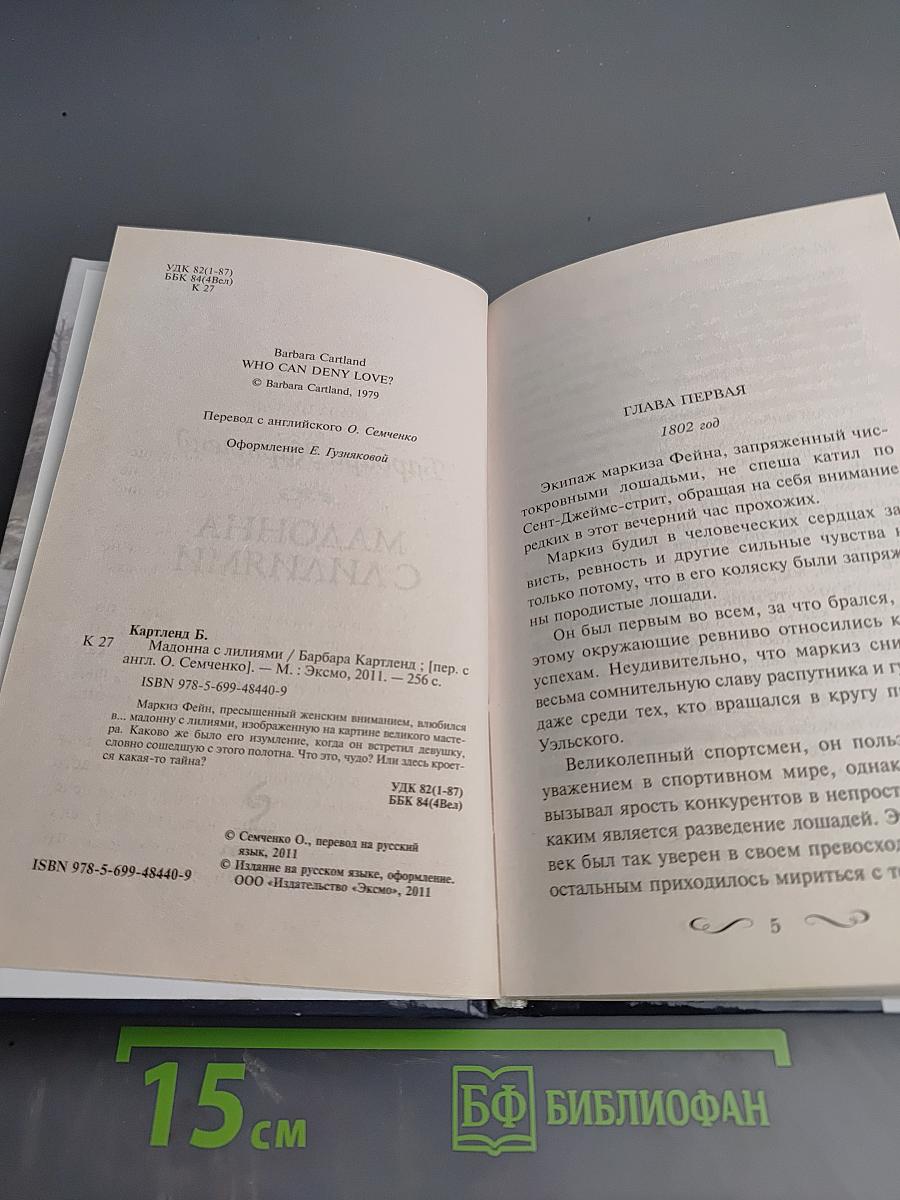 УДК 82(1-87)
ББК 84(4Вел)
К 27
Barbara Cartland
WHO CAN DENY LOVE?
© Barbara Cartland, 1979
Перевод с английского О. Семченко
Оформление Е. Гузняковой
МАДОННА
С ЛИЛИЯМИ
Картленд Б.
К 27 Мадонна с лилиями / Барбара Картленд ; [пер. с
англ. О. Семченко]. — М. : Эксмо, 2011. — 256 с.
ISBN 978-5-699-48440-9
Маркиз Фейн, пресыщенный женским вниманием, влюбился
в... мадонну с лилиями, изображенную на картине великого масте-
ра. Каково же было его изумление, когда он встретил девушку,
словно сошедшую с этого полотна. Что это, чудо? Или здесь кроет-
ся какая-то тайна?
УДК 82(1-87)
ББК 84(4Вел)
© Семченко О., перевод на русский
язык, 2011
© Издание на русском языке, оформление.
ООО «Издательство «Эксмо», 2011
ISBN 978-5-699-48440-9
ГЛАВА ПЕРВАЯ
1802 год
Экипаж маркиза Фейна, запряженный чис-
токровными лошадьми, не спеша катил по
Сент-Джеймс-стрит, обращая на себя внимание
редких в этот вечерний час прохожих.
Маркиз будил в человеческих сердцах за
висть, ревность и другие сильные чувства н
только потому, что в его коляску были запряж
ны породистые лошади.
Он был первым во всем, за что брался,
этому окружающие ревниво относились к
успехам. Неудивительно, что маркиз сни
весьма сомнительную славу распутника и гу
даже среди тех, кто вращался в кругу п
Уэльского.
Великолепный спортсмен, он польз
уважением в спортивном мире, однак
вызывал ярость конкурентов в непрост
каким является разведение лошадей. Э
век был так уверен в своем превосход
остальным приходилось мириться с т
5
15 см
БФ БИБЛИОФАН